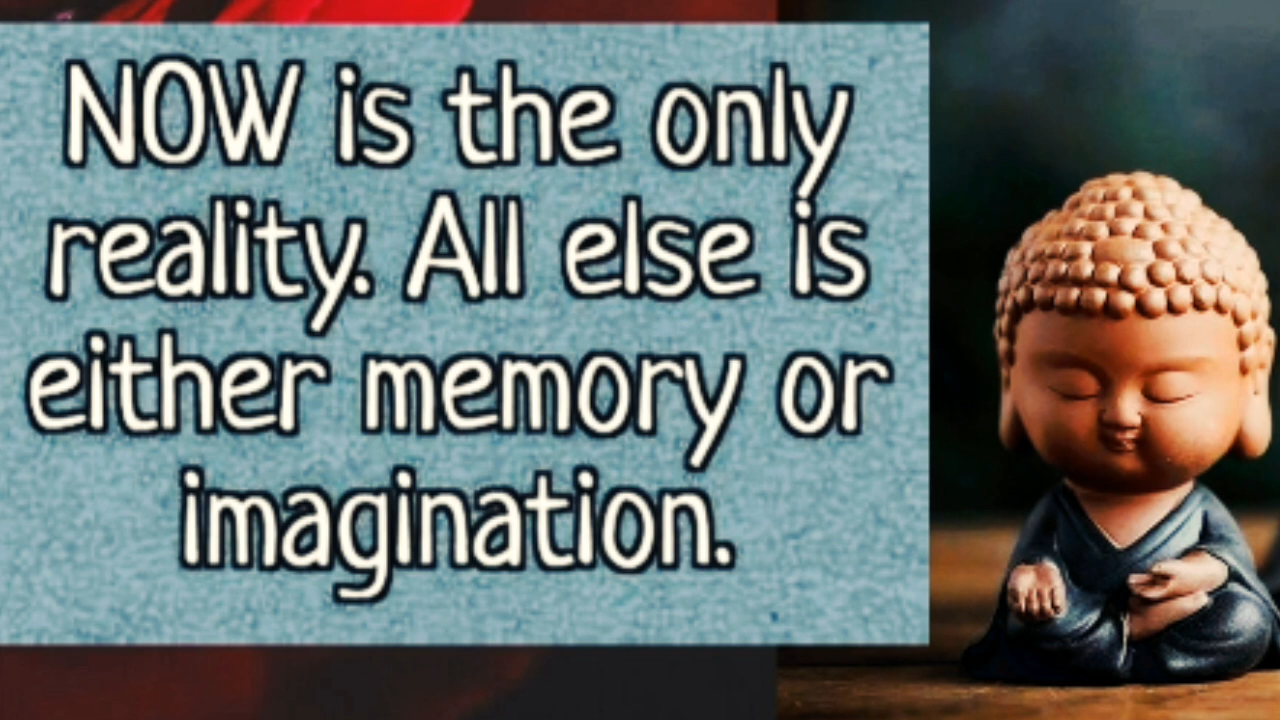 NOW is the only
reality. All else is
either memory or
imagination.